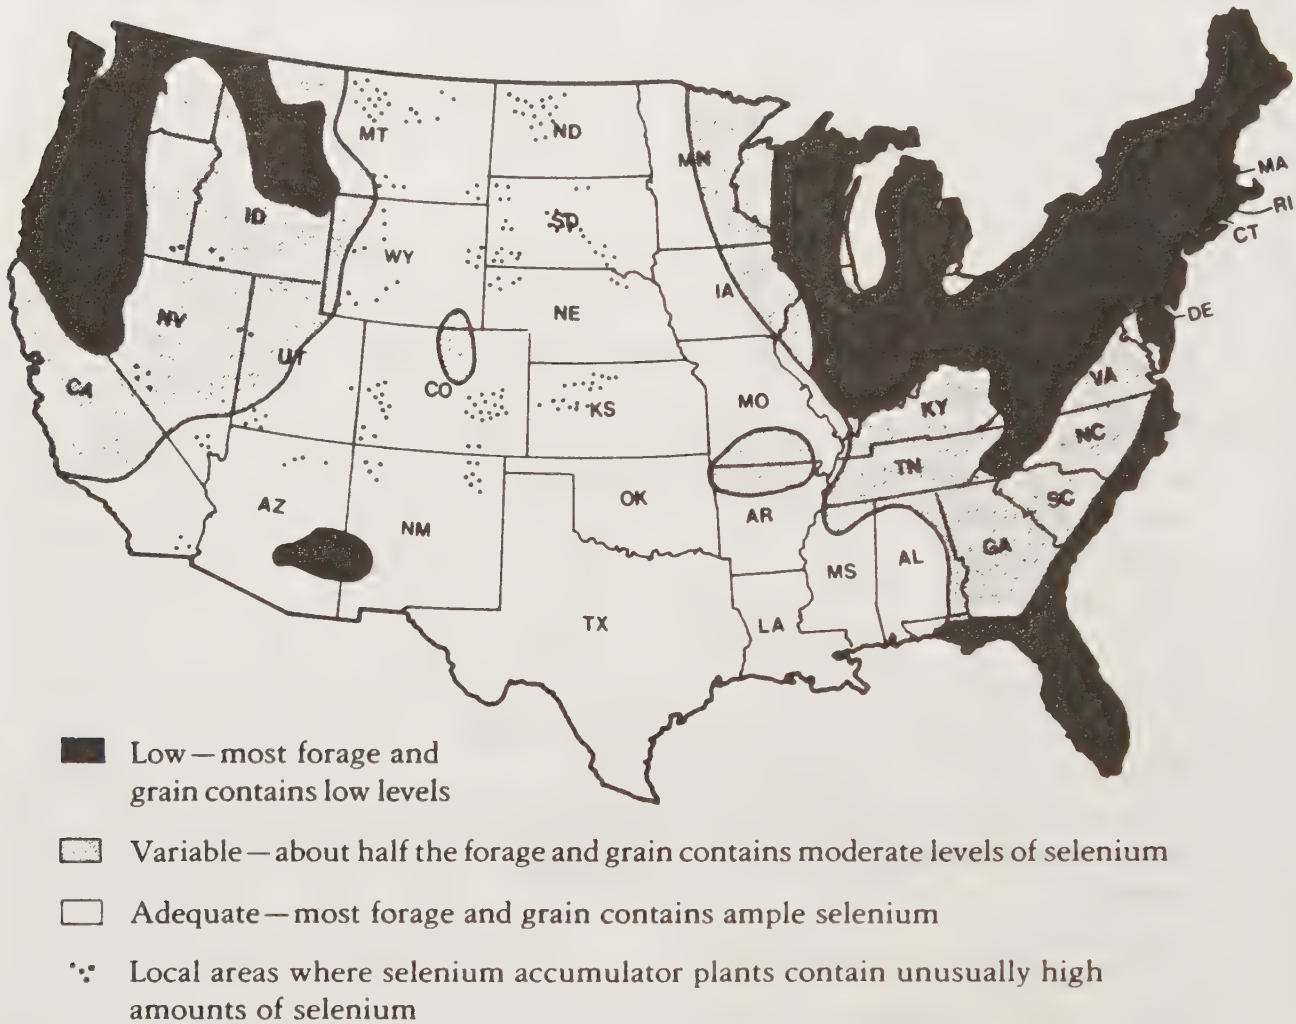 MT
ND
MN
MA
RI
CT
ID
WY
SD
IA
NE
DE
NV
UT
CO
CA
KS
MO
KY
VA
NC
TN
SC
AZ
NM
OK
AR
GA
MS
AL
TX
LA
Low—most forage and
grain contains low levels
Variable—about half the forage and grain contains moderate levels of selenium
Adequate—most forage and grain contains ample selenium
Local areas where selenium accumulator plants contain unusually high
amounts of selenium